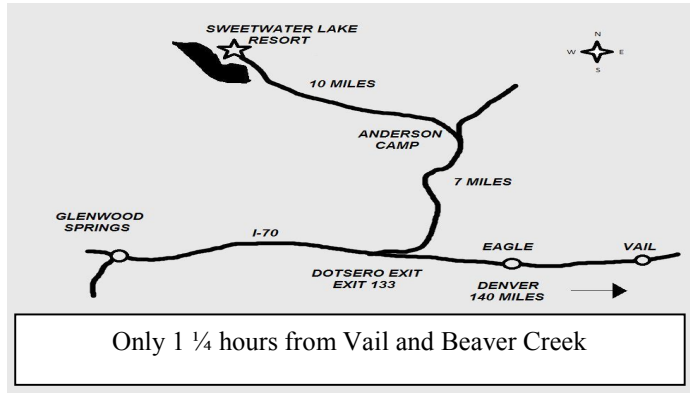 SWEETWATER LAKE
RESORT
N
W
E
S
10 MILES
ANDERSON
CAMP
7 MILES
GLENWOOD
SPRINGS
I-70
EAGLE
VAIL
DOTSERO EXIT
EXIT 133
DENVER
140 MILES
Only 1 ¼ hours from Vail and Beaver Creek